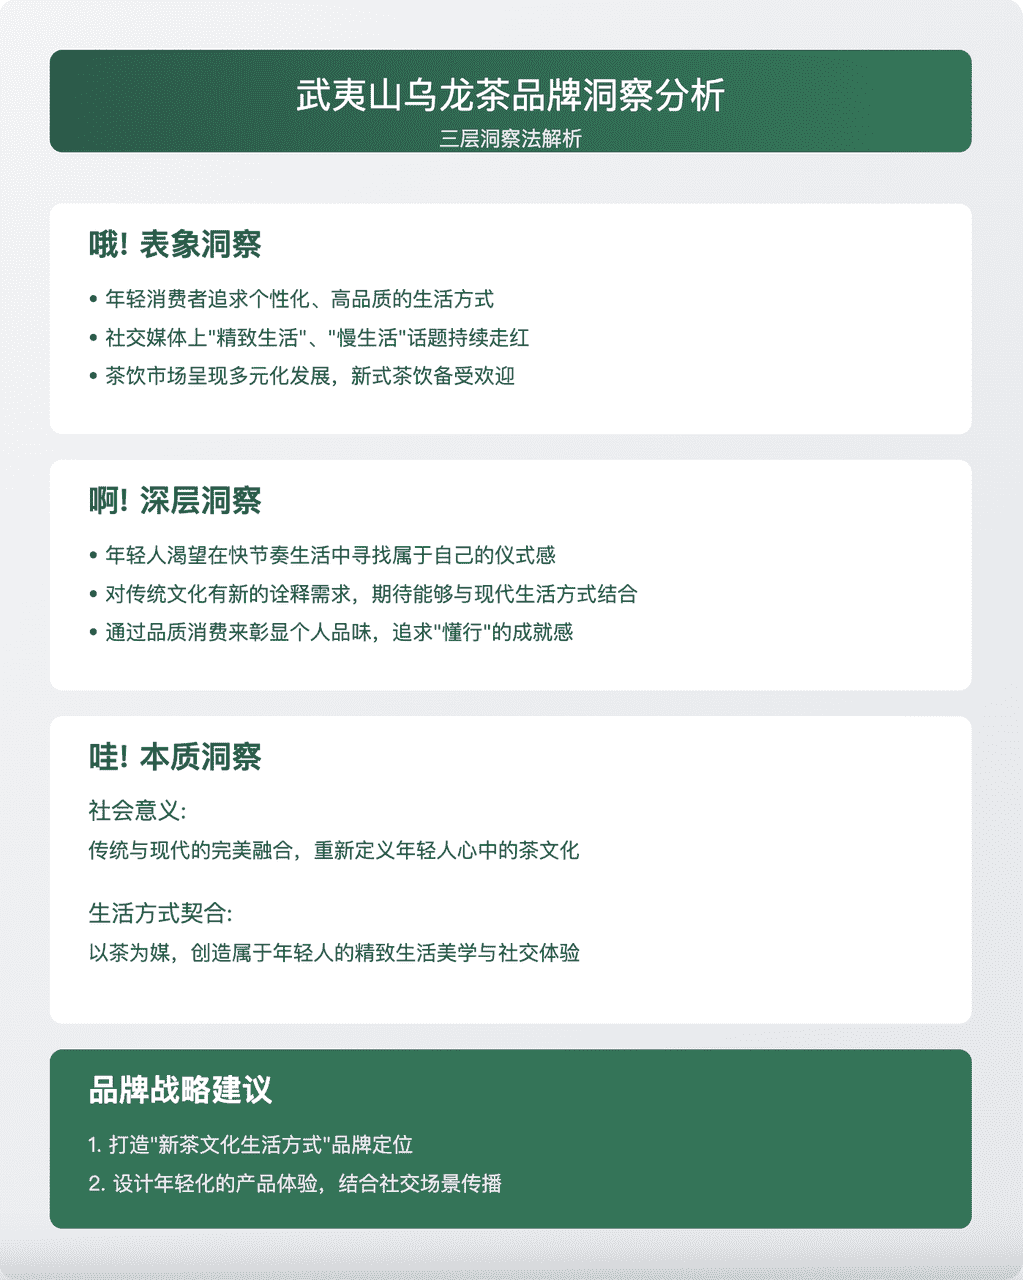 武夷山乌龙茶品牌洞察分析
三层洞察法解析
哦! 表象洞察
• 年轻消费者追求个性化、高品质的生活方式
• 社交媒体上"精致生活"、"慢生活"话题持续走红
• 茶饮市场呈现多元化发展，新式茶饮备受欢迎
啊! 深层洞察
• 年轻人渴望在快节奏生活中寻找属于自己的仪式感
• 对传统文化有新的诠释需求，期待能够与现代生活方式结合
• 通过品质消费来彰显个人品味，追求"懂行"的成就感
哇! 本质洞察
社会意义:
传统与现代的完美融合，重新定义年轻人心中的茶文化
生活方式契合:
以茶为媒，创造属于年轻人的精致生活美学与社交体验
品牌战略建议
1. 打造"新茶文化生活方式"品牌定位
2. 设计年轻化的产品体验，结合社交场景传播